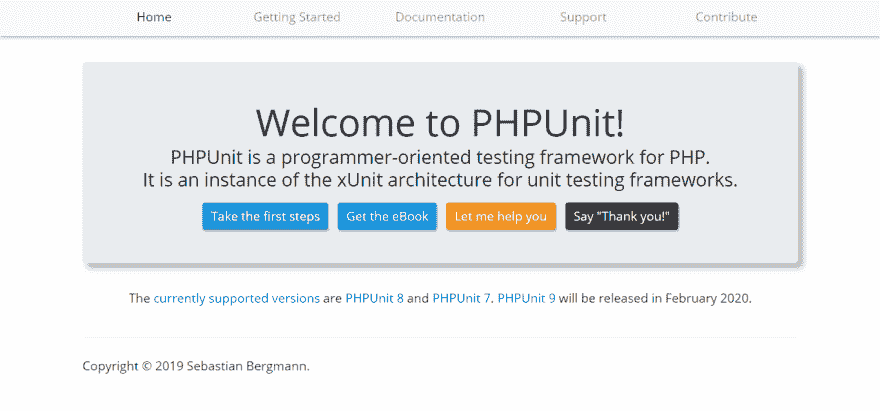 Home Getting Started Documentation Support Contribute
Welcome to PHPUnit!
PHPUnit is a programmer-oriented testing framework for PHP.
It is an instance of the xUnit architecture for unit testing frameworks.
Take the first steps Get the eBook Let me help you Say "Thank you!"
The currently supported versions are PHPUnit 8 and PHPUnit 7. PHPUnit 9 will be released in February 2020.
Copyright © 2019 Sebastian Bergmann.